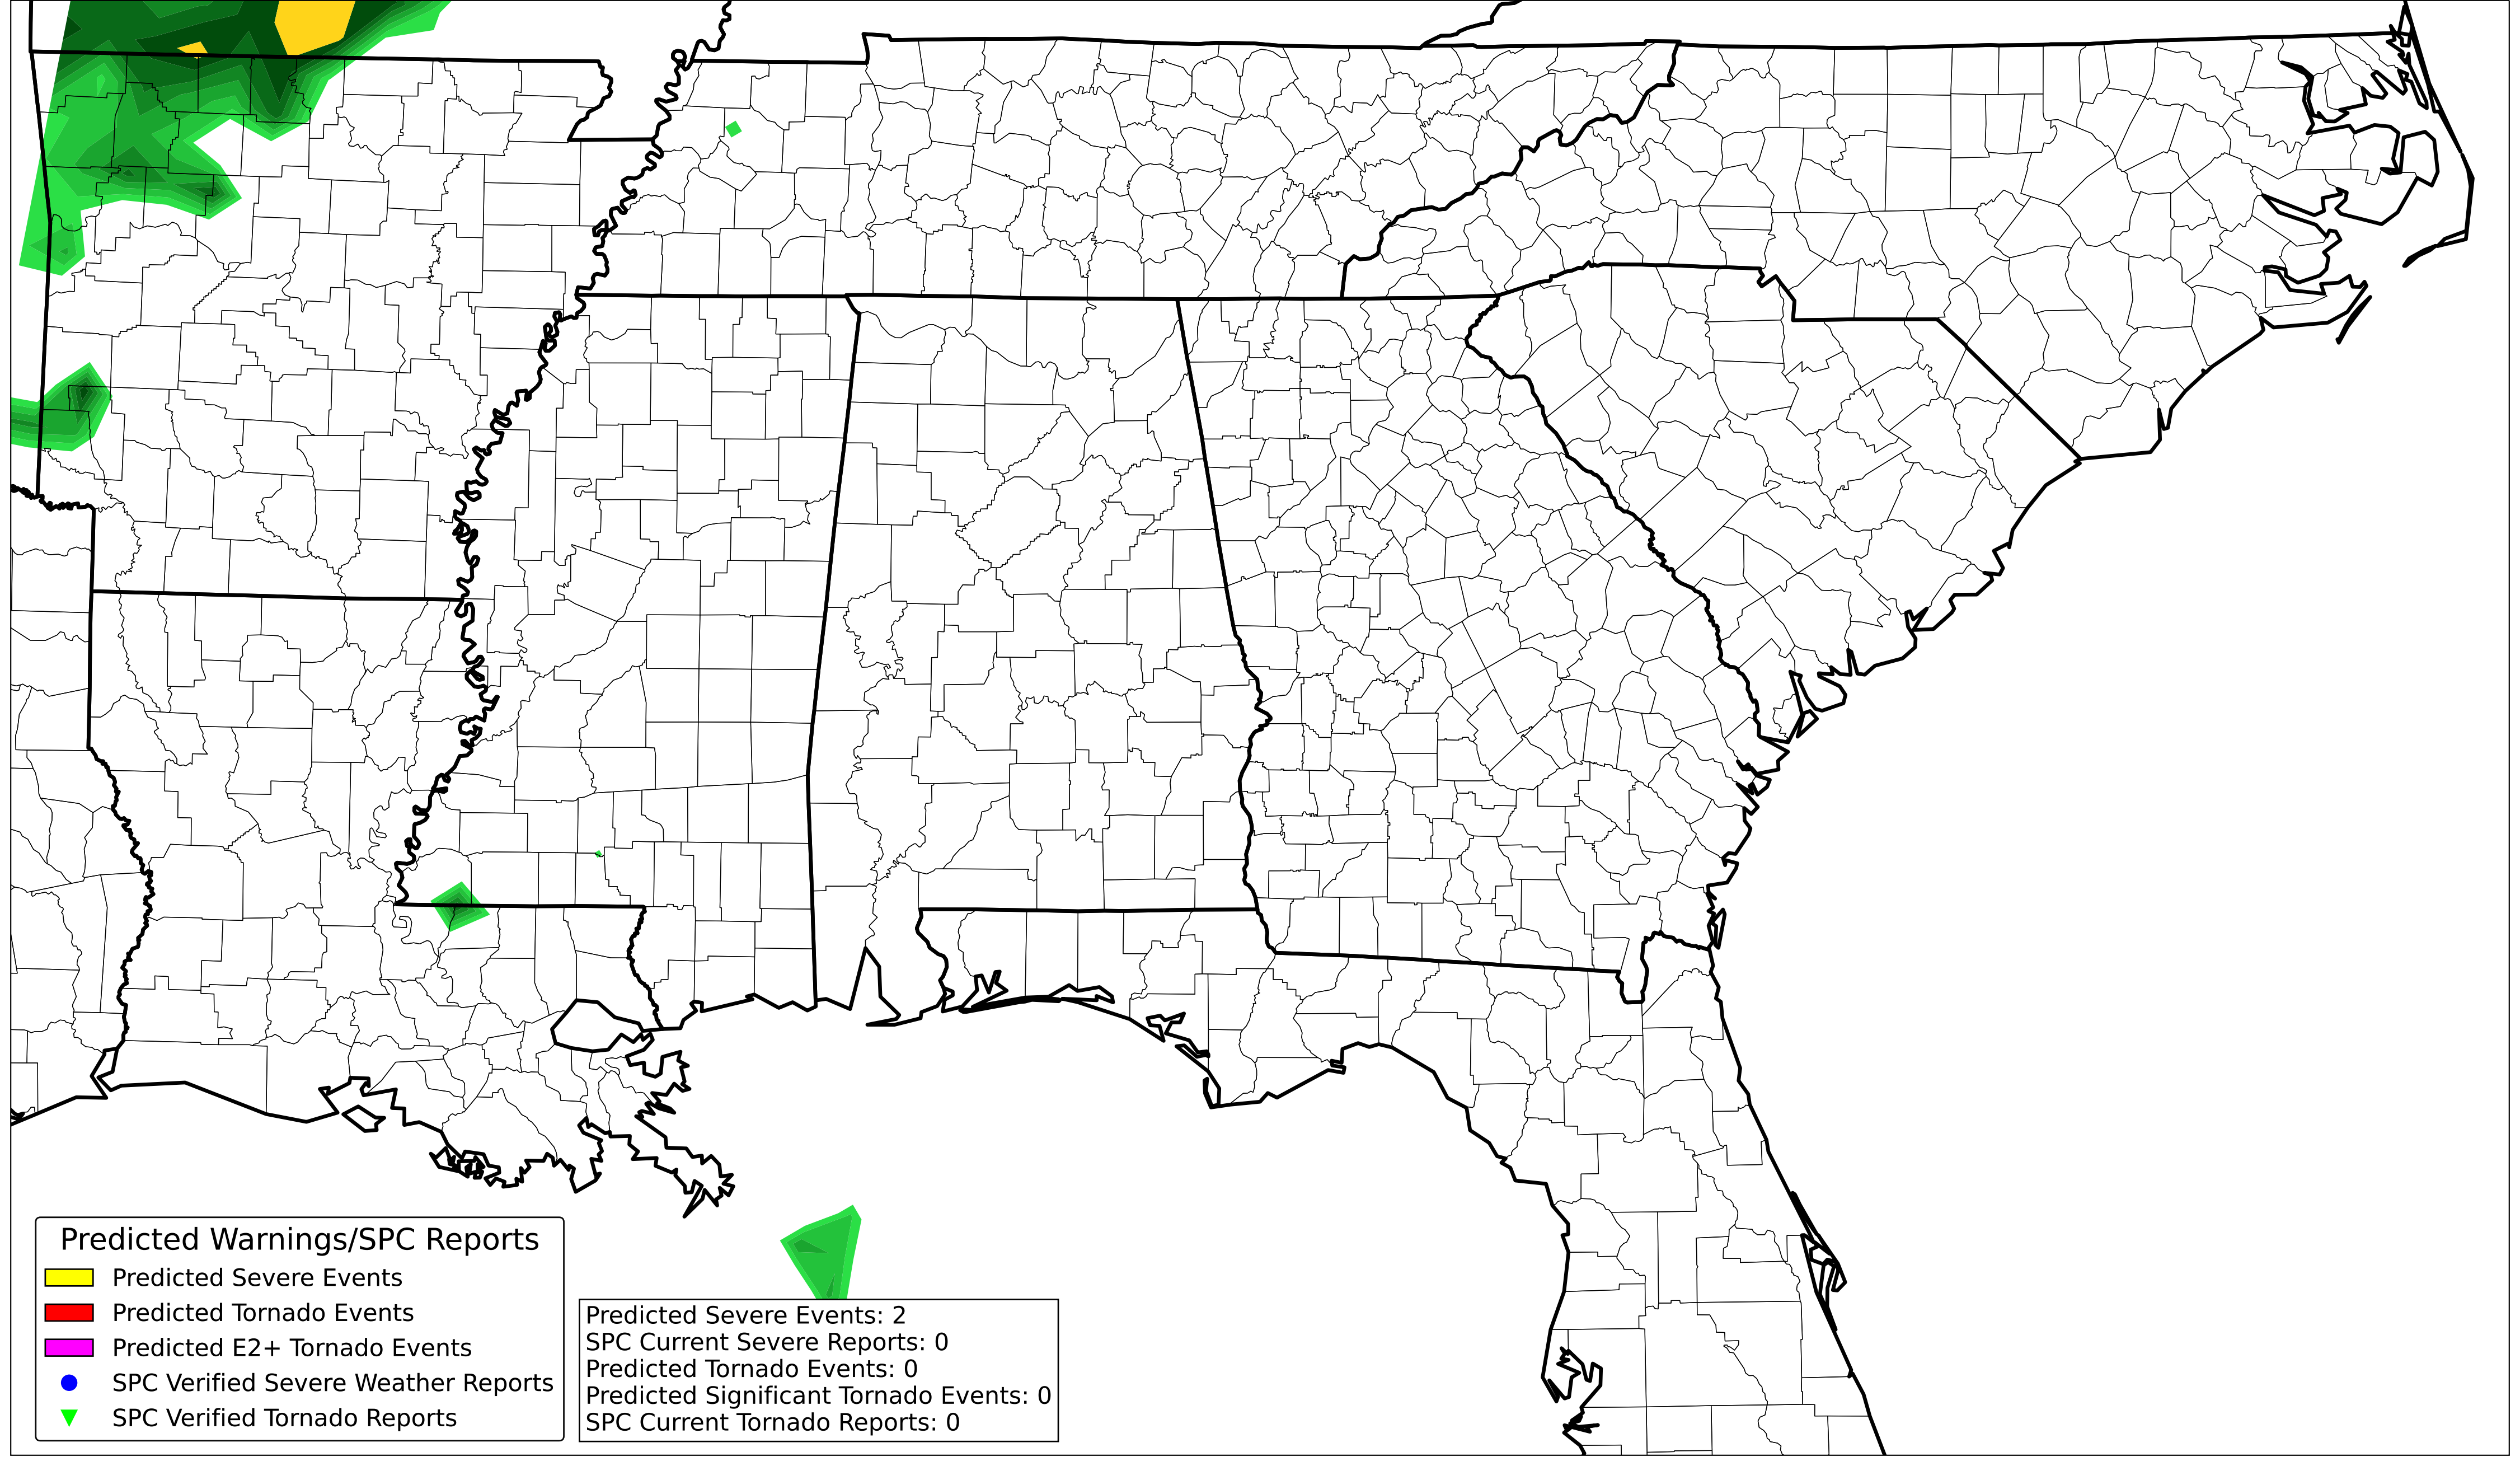 Predicted Warnings/SPC Reports
Predicted Severe Events
Predicted Tornado Events
Predicted E2+ Tornado Events
SPC Verified Severe Weather Reports
SPC Verified Tornado Reports
Predicted Severe Events: 2
SPC Current Severe Reports: 0
Predicted Tornado Events: 0
Predicted Significant Tornado Events: 0
SPC Current Tornado Reports: 0